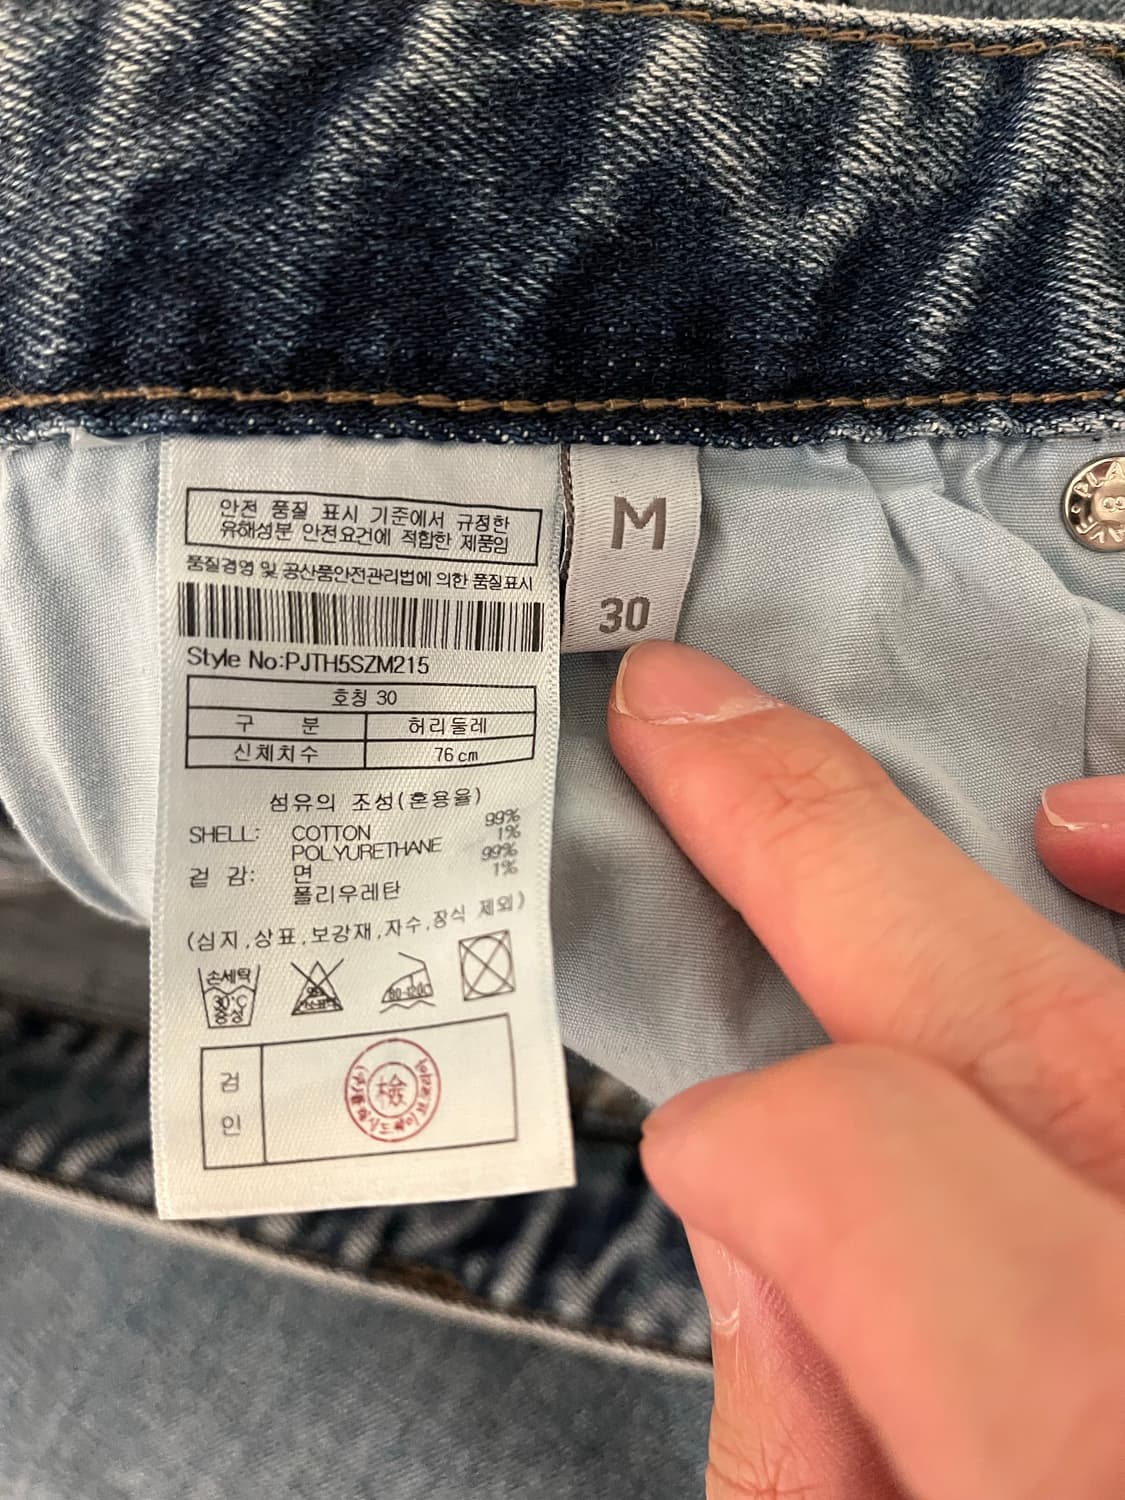 안전 품질 표시 기준에서 규정한
유해성분 안전요건에 적합한 제품임
품질경영 및 공산품안전관리법에 의한 품질표시
Style No:PJTH5SZM215
호칭 30
구 분 허리둘레
신체치수 76cm
섬유의 조성(혼용율)
SHELL: COTTON 99%
POLYURETHANE 1%
겉 감: 면 99%
폴리우레탄 1%
(심지,상표,보강재,자수,장식 제외)
손세탁
30°C
중성
80-120C
검
인
檢
M
30